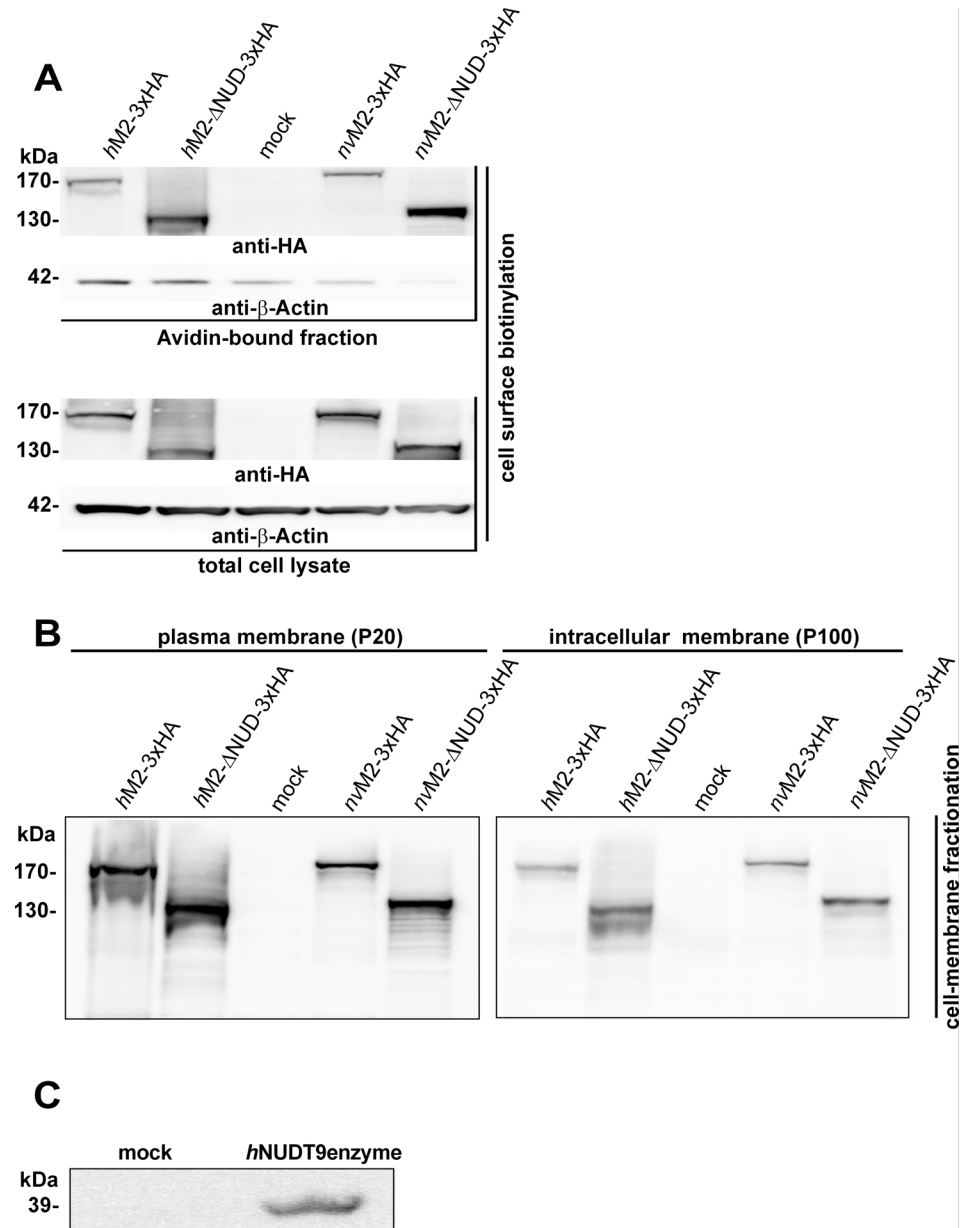 A
hM2-3xHA
hM2-ΔNUD-3xHA
mock
nvM2-3xHA
nvM2-ΔNUD-3xHA
kDa
170-
130-
anti-HA
42-
anti-β-Actin
Avidin-bound fraction
170-
130-
anti-HA
42-
anti-β-Actin
total cell lysate
cell surface biotinylation
B
plasma membrane (P20)
intracellular membrane (P100)
hM2-3xHA
hM2-ΔNUD-3xHA
mock
nvM2-3xHA
nvM2-ΔNUD-3xHA
hM2-3xHA
hM2-ΔNUD-3xHA
mock
nvM2-3xHA
nvM2-ΔNUD-3xHA
kDa
170-
130-
cell-membrane fractionation
C
mock
hNUDT9enzyme
kDa
39-